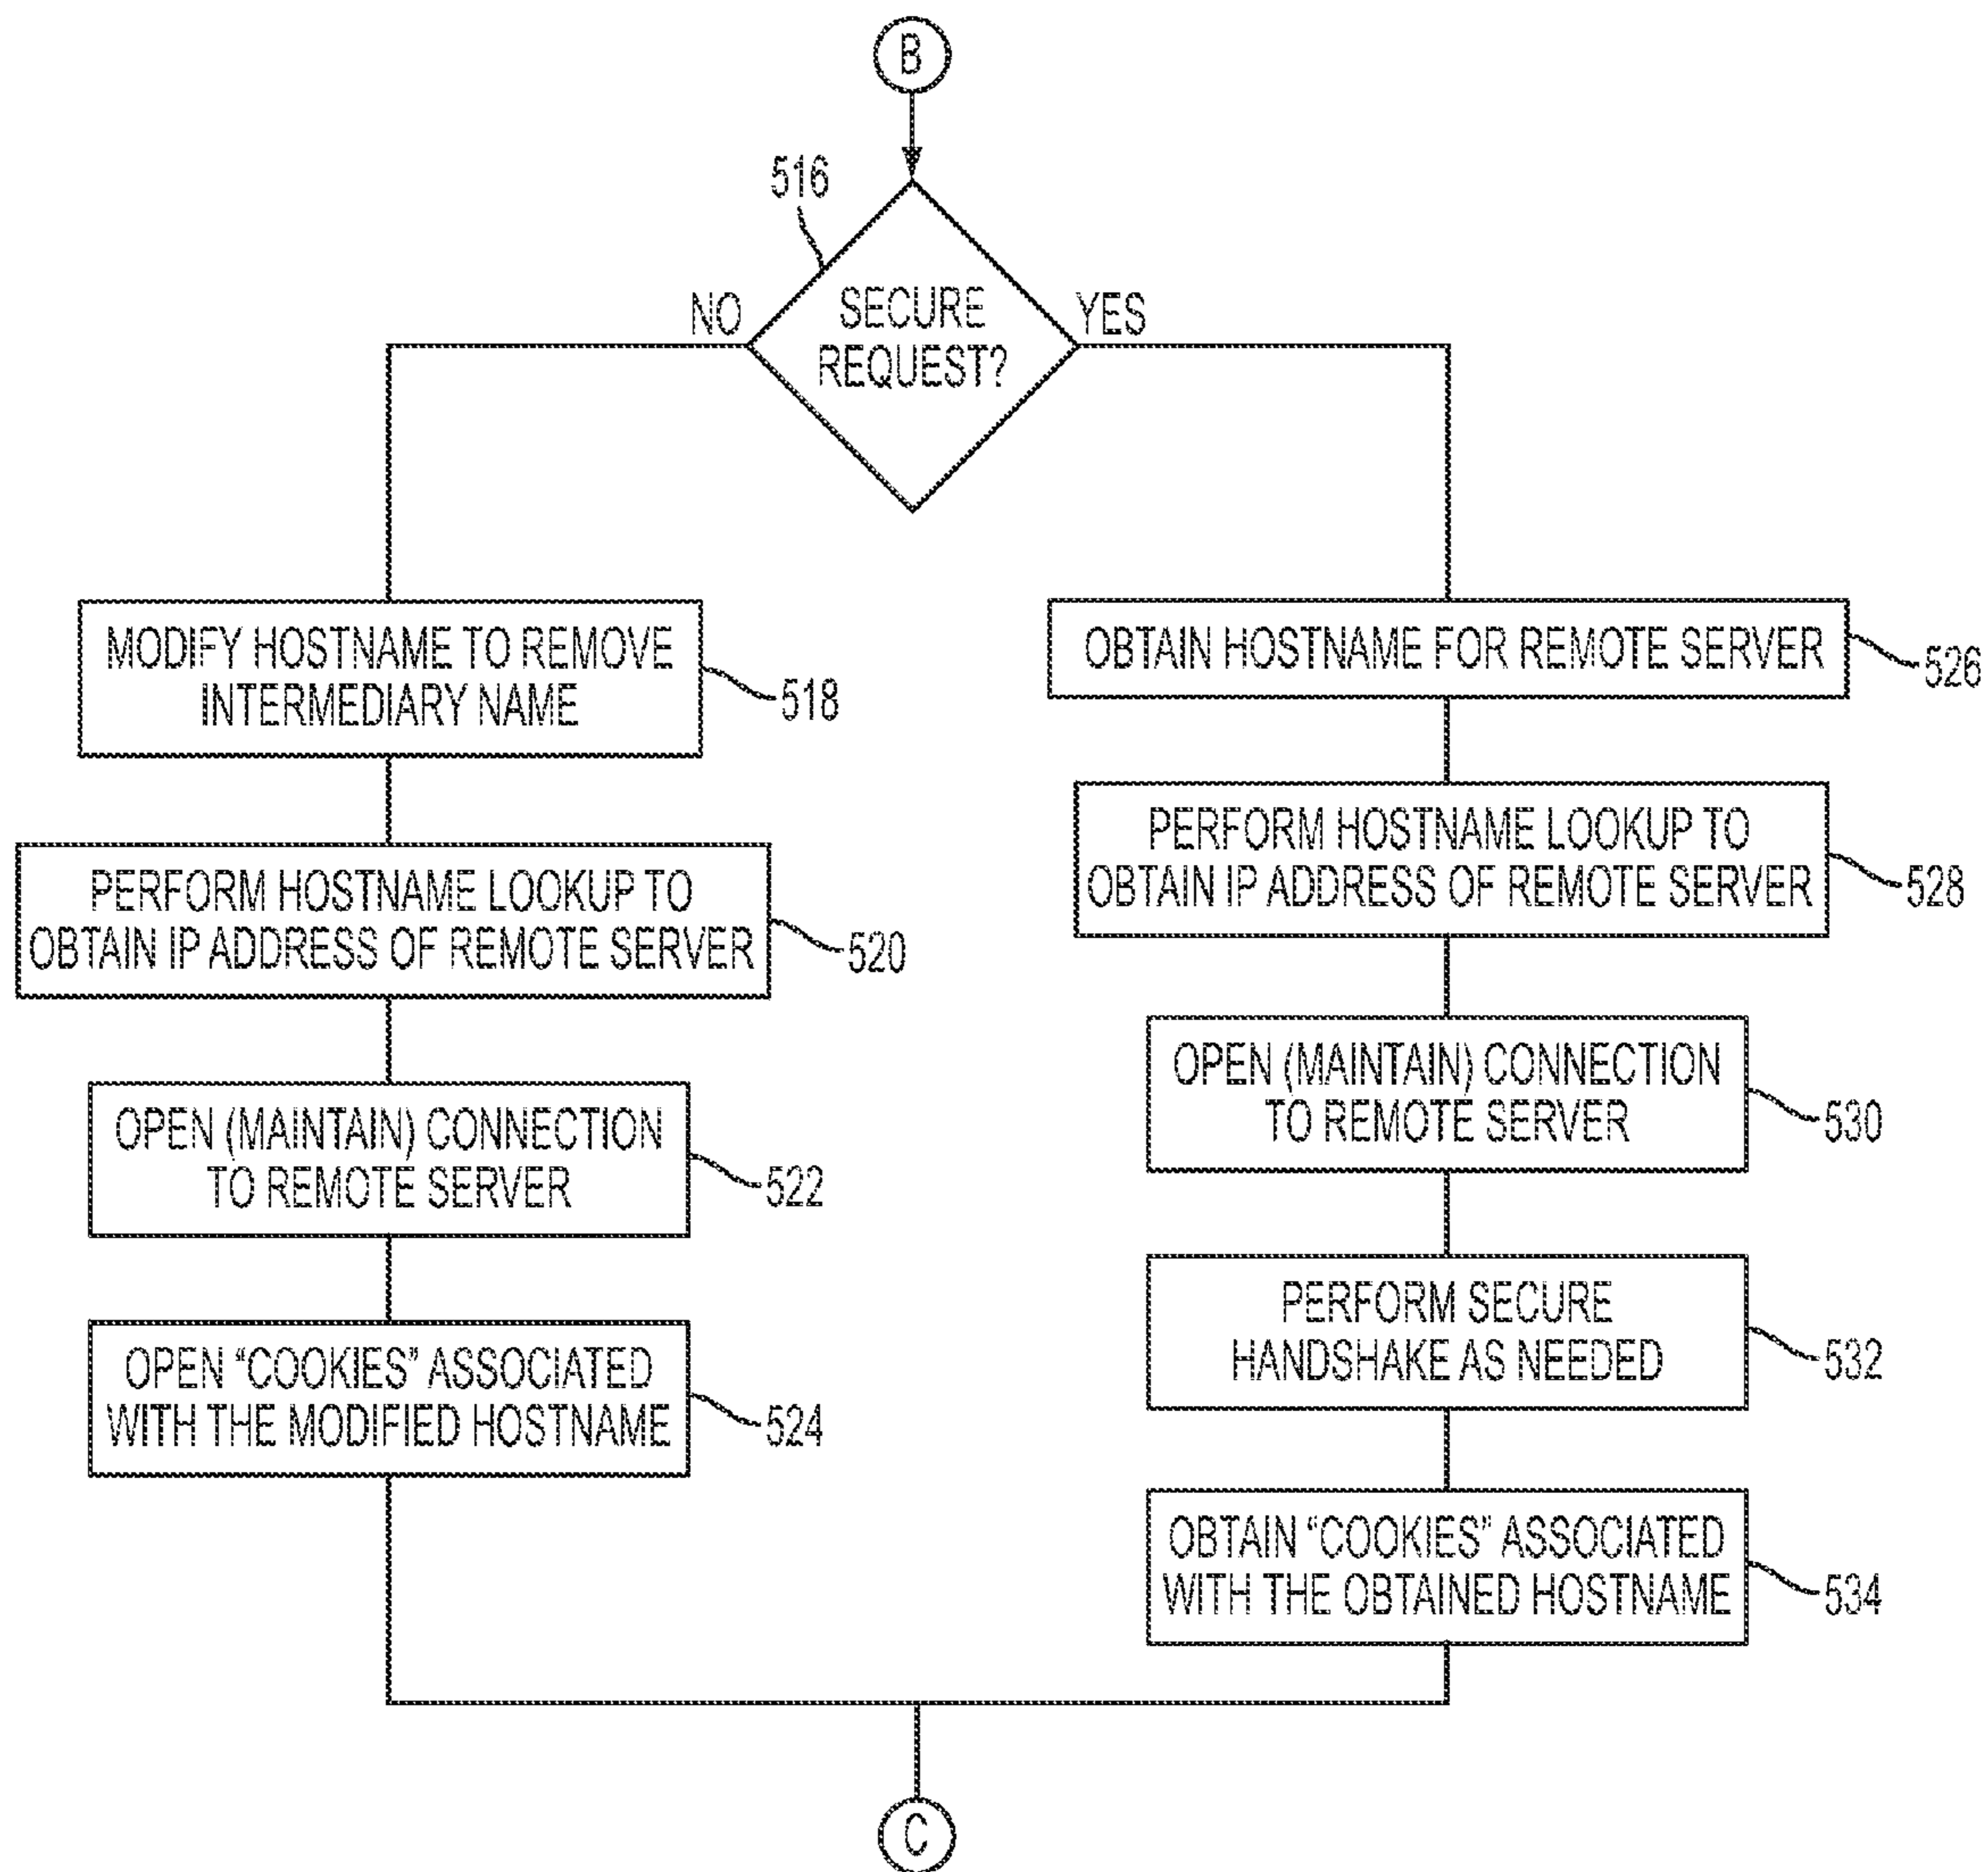 B
516
SECURE
REQUEST?
NO
YES
MODIFY HOSTNAME TO REMOVE
INTERMEDIARY NAME
518
PERFORM HOSTNAME LOOKUP TO
OBTAIN IP ADDRESS OF REMOTE SERVER
520
OPEN (MAINTAIN) CONNECTION
TO REMOTE SERVER
522
OPEN “COOKIES” ASSOCIATED
WITH THE MODIFIED HOSTNAME
524
OBTAIN HOSTNAME FOR REMOTE SERVER
526
PERFORM HOSTNAME LOOKUP TO
OBTAIN IP ADDRESS OF REMOTE SERVER
528
OPEN (MAINTAIN) CONNECTION
TO REMOTE SERVER
530
PERFORM SECURE
HANDSHAKE AS NEEDED
532
OBTAIN “COOKIES” ASSOCIATED
WITH THE OBTAINED HOSTNAME
534
C